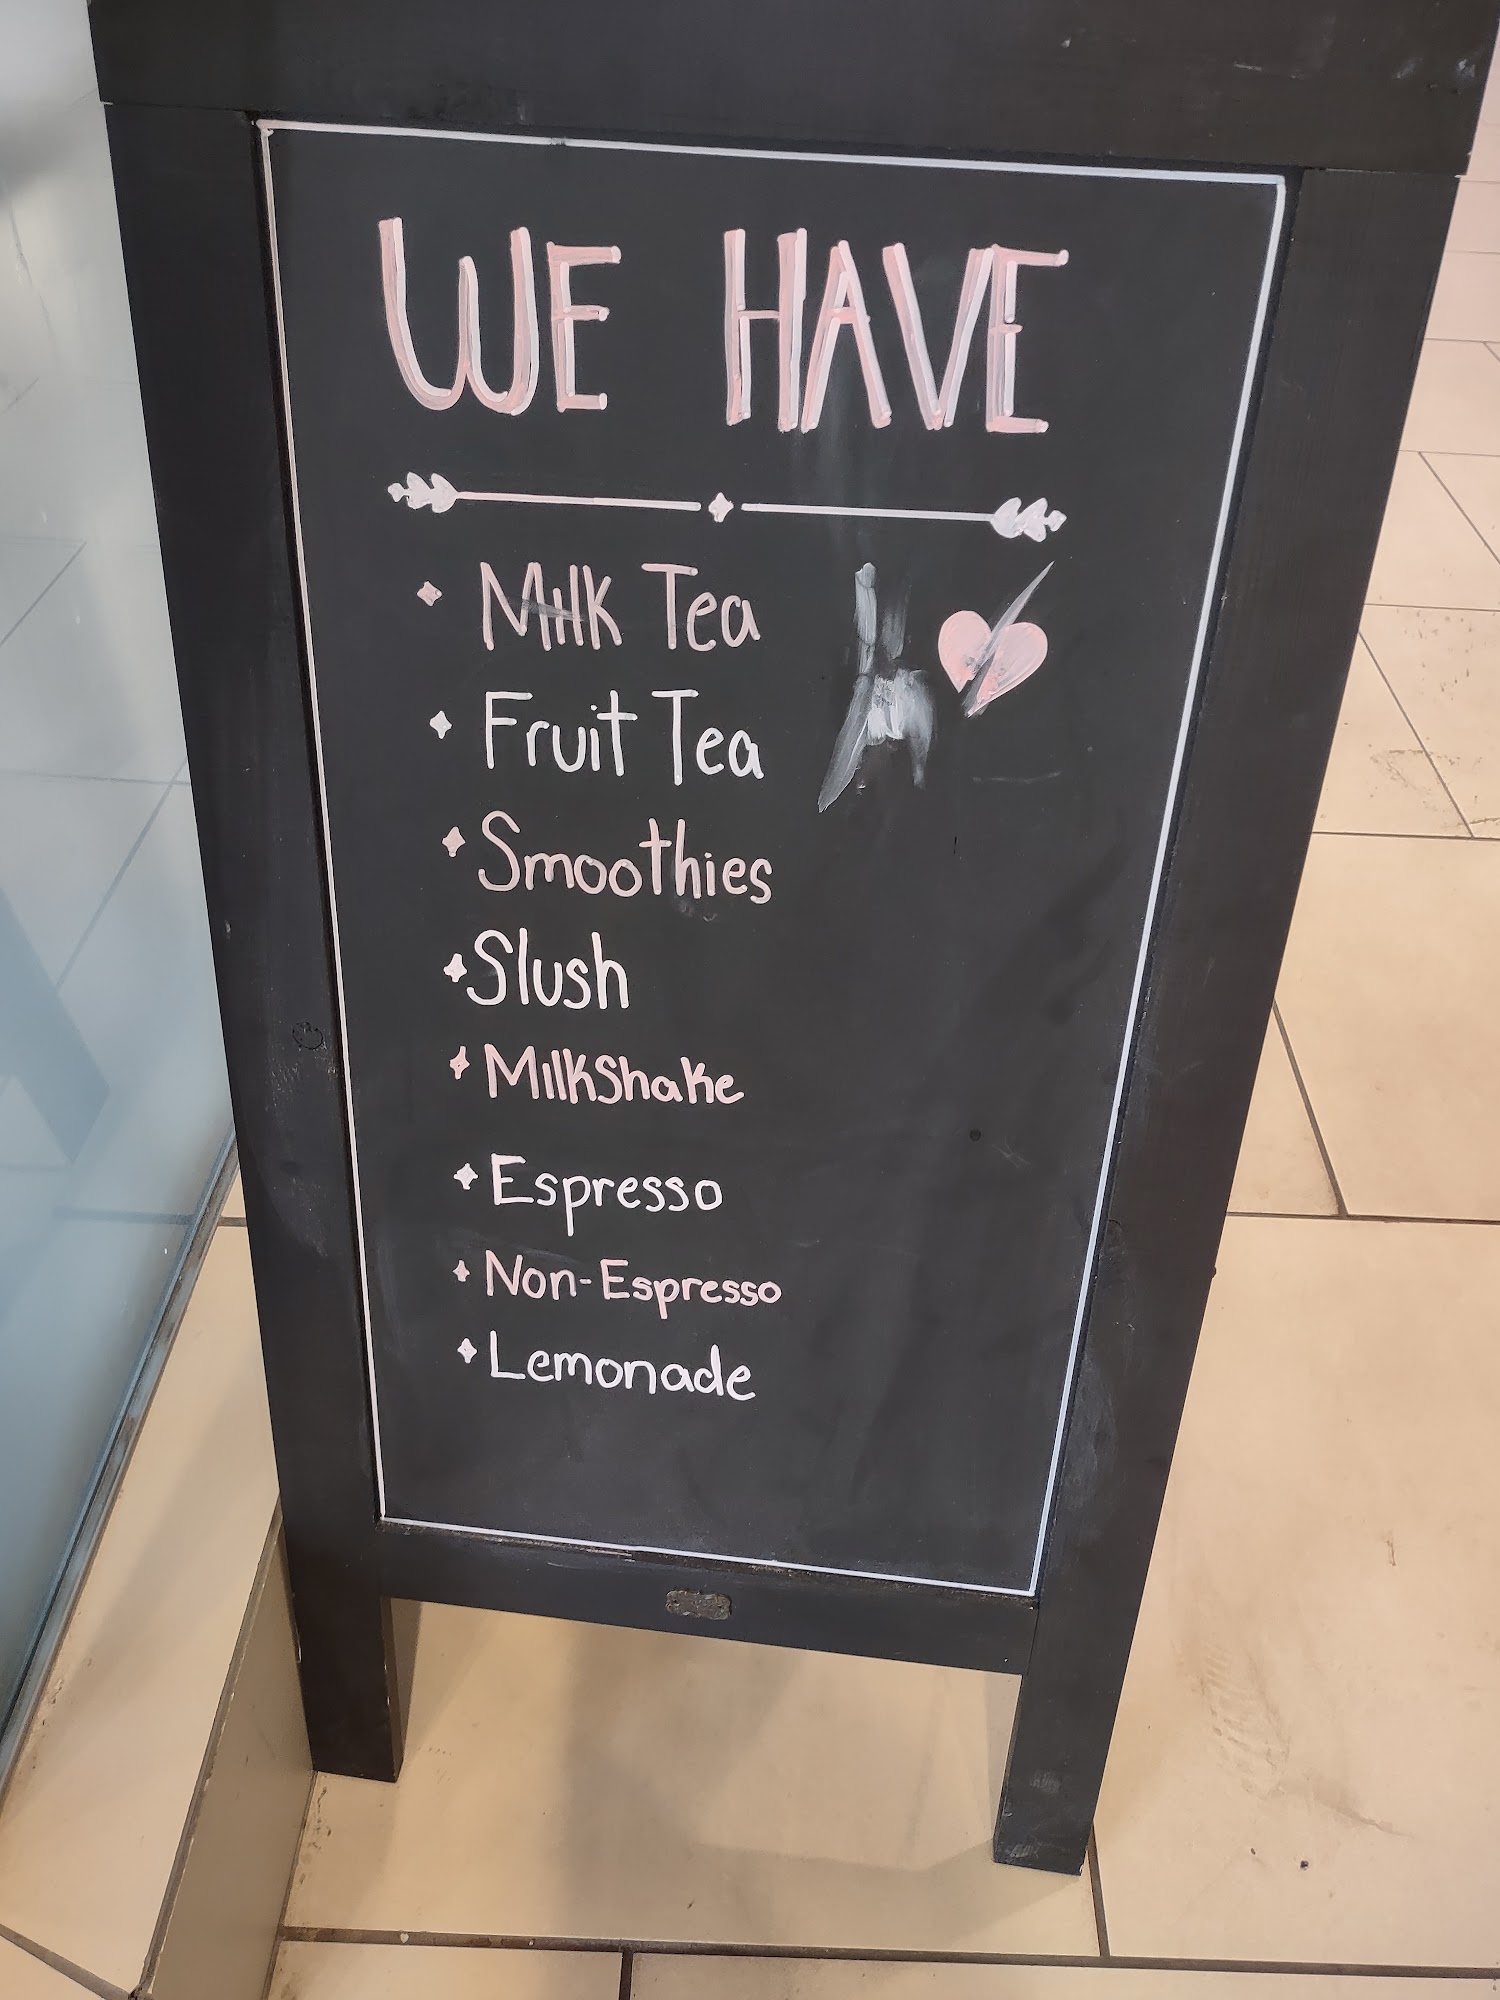 WE HAVE
Milk Tea
Fruit Tea
Smoothies
Slush
MilkShake
Espresso
Non-Espresso
Lemonade